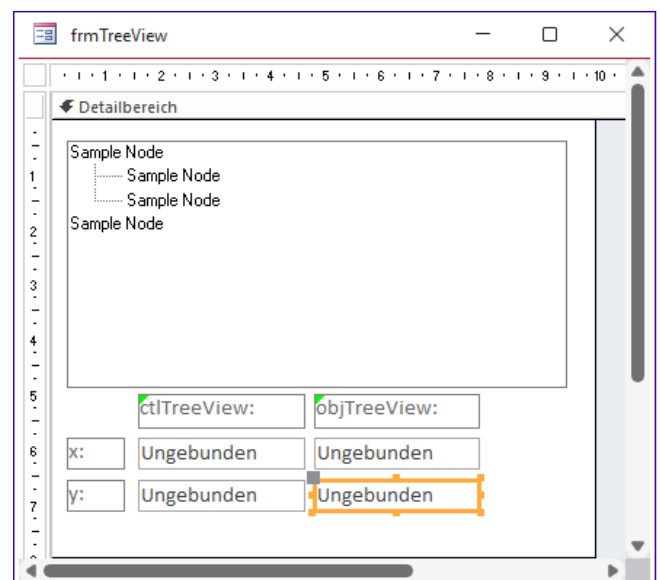 frmTreeView
1 2 3 4 5 6 7 8 9 10
Detailbereich
Sample Node
Sample Node
Sample Node
Sample Node
1
2
3
4
5
ctlTreeView: objTreeView:
6 x: Ungebunden Ungebunden
7 y: Ungebunden Ungebunden